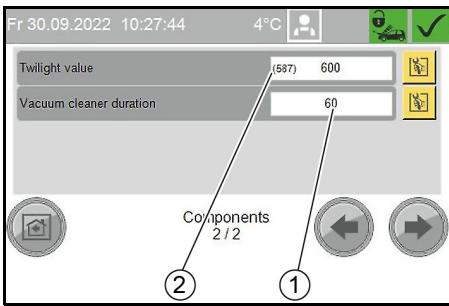 Fr 30.09.2022 10:27:44 4°C
Twilight value (587) 600
Vacuum cleaner duration 60
Components
2 / 2
2 1